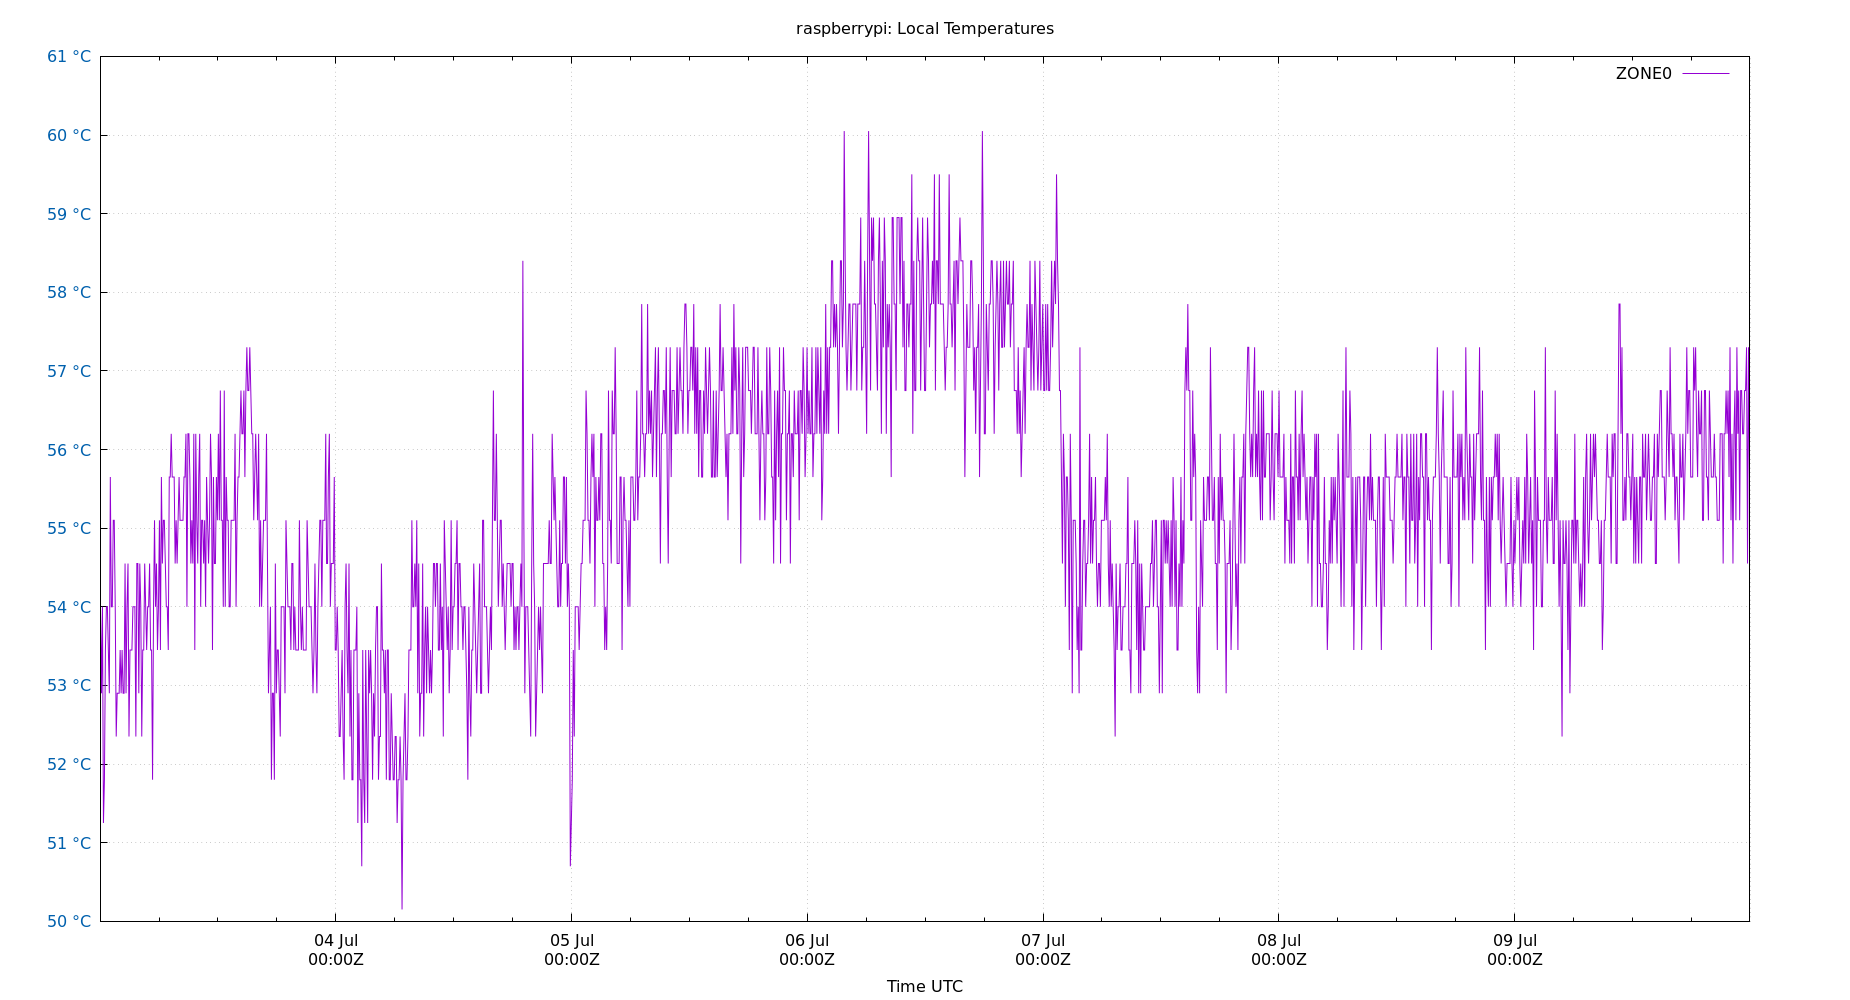 raspberrypi: Local Temperatures
61 °C
ZONE0
60 °C
59 °C
58 °C
57 °C
56 °C
55 °C
54 °C
53 °C
52 °C
51 °C
50 °C
04 Jul 05 Jul 06 Jul 07 Jul 08 Jul 09 Jul
00:00Z 00:00Z 00:00Z 00:00Z 00:00Z 00:00Z
Time UTC